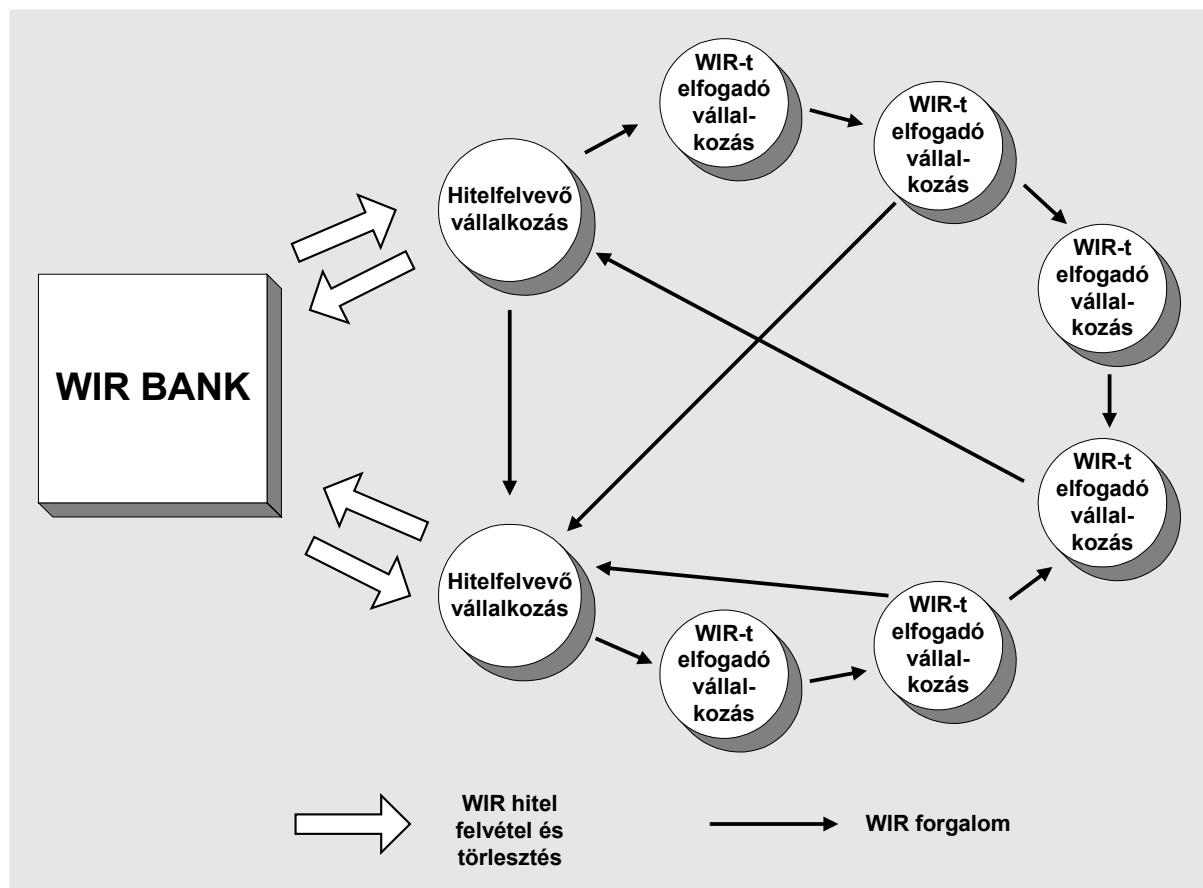 WIR-t
elfogadó
vállal-
kozás
WIR-t
elfogadó
vállal-
kozás
Hitelfelvevő
vállalkozás
WIR-t
elfogadó
vállal-
kozás
WIR BANK
WIR-t
elfogadó
vállal-
kozás
Hitelfelvevő
vállalkozás
WIR-t
elfogadó
vállal-
kozás
WIR-t
elfogadó
vállal-
kozás
WIR hitel
felvétel és
törlesztés
WIR forgalom